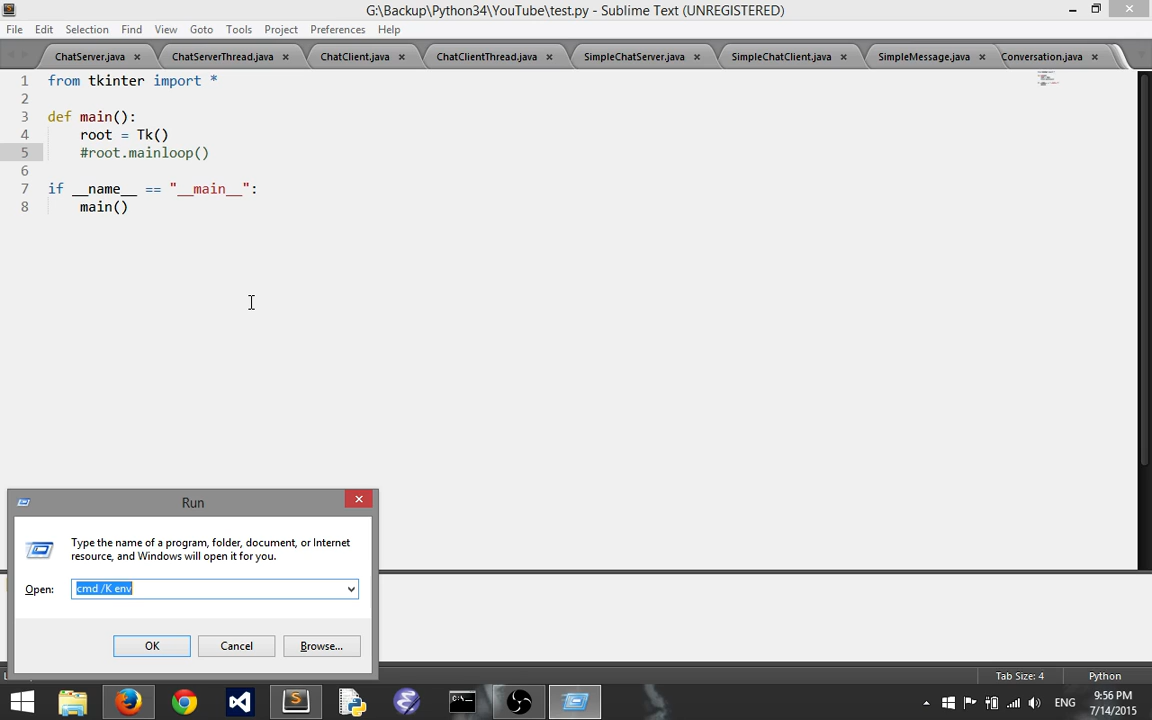 G:\Backup\Python34\YouTube\test.py - Sublime Text (UNREGISTERED)
File Edit Selection Find View Goto Tools Project Preferences Help
ChatServer.java × ChatServerThread.java × ChatClient.java × ChatClientThread.java × SimpleChatServer.java × SimpleChatClient.java × SimpleMessage.java × Conversation.java ×
1 from tkinter import *
2
3 def main():
4 root = Tk()
5 #root.mainloop()
6
7 if __name__ == "__main__":
8 main()
Run
Type the name of a program, folder, document, or Internet
resource, and Windows will open it for you.
Open: cmd /K env
OK Cancel Browse...
Tab Size: 4 Python
ENG
9:56 PM
7/14/2015